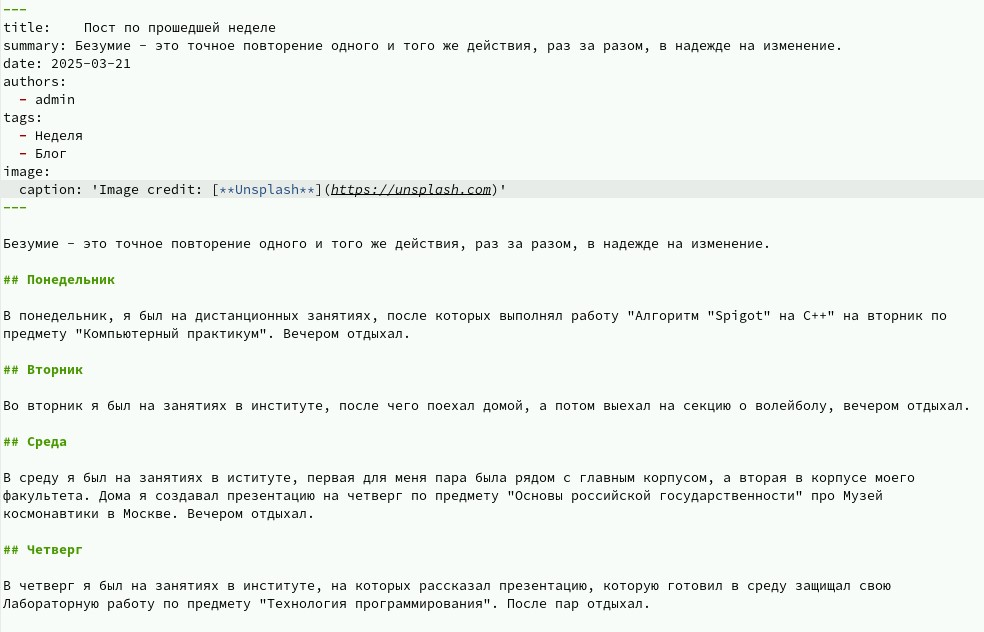 ---
title:    Пост по прошедшей неделе
summary: Безумие - это точное повторение одного и того же действия, раз за разом, в надежде на изменение.
date: 2025-03-21
authors:
  - admin
tags:
  - Неделя
  - Блог
image:
  caption: 'Image credit: [**Unsplash**](https://unsplash.com)'
---
Безумие - это точное повторение одного и того же действия, раз за разом, в надежде на изменение.
## Понедельник
В понедельник, я был на дистанционных занятиях, после которых выполнял работу "Алгоритм "Spigot" на C++" на вторник по
предмету "Компьютерный практикум". Вечером отдыхал.
## Вторник
Во вторник я был на занятиях в институте, после чего поехал домой, а потом выехал на секцию о волейболу, вечером отдыхал.
## Среда
В среду я был на занятиях в иституте, первая для меня пара была рядом с главным корпусом, а вторая в корпусе моего
факультета. Дома я создавал презентацию на четверг по предмету "Основы российской государственности" про Музей
космонавтики в Москве. Вечером отдыхал.
## Четверг
В четверг я был на занятиях в институте, на которых рассказал презентацию, которую готовил в среду защищал свою
Лабораторную работу по предмету "Технология программирования". После пар отдыхал.